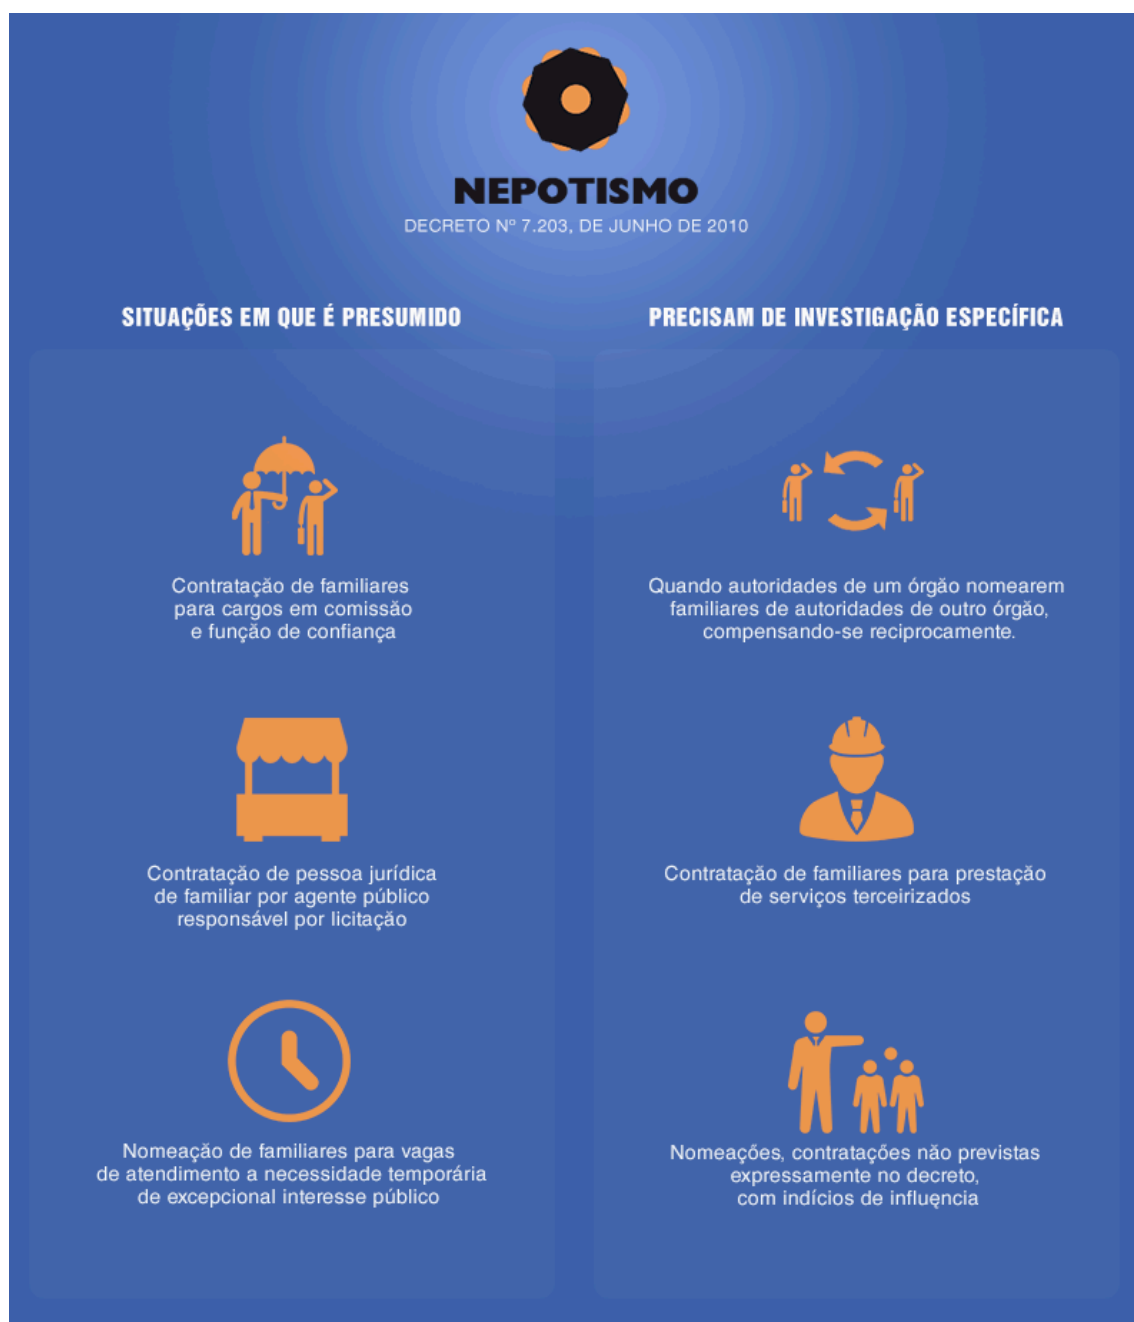 NEPOTISMO
DECRETO Nº 7.203, DE JUNHO DE 2010
SITUAÇÕES EM QUE É PRESUMIDO
Contratação de familiares
para cargos em comissão
e função de confiança
Contratação de pessoa jurídica
de familiar por agente público
responsável por licitação
Nomeação de familiares para vagas
de atendimento a necessidade temporária
de excepcional interesse público
PRECISAM DE INVESTIGAÇÃO ESPECÍFICA
Quando autoridades de um órgão nomearem
familiares de autoridades de outro órgão,
compensando-se reciprocamente.
Contratação de familiares para prestação
de serviços terceirizados
Nomeações, contratações não previstas
expressamente no decreto,
com indícios de influęncia